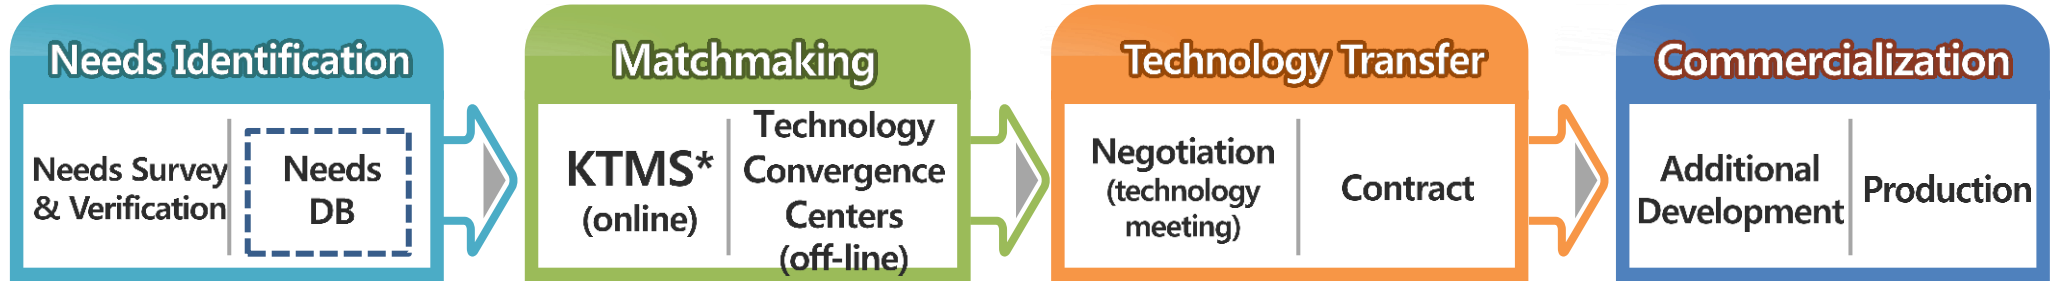 Needs Identification
Needs Survey
& Verification
Needs
DB
Matchmaking
KTMS*
(online)
Technology
Convergence
Centers
(off-line)
Technology Transfer
Negotiation
(technology
meeting)
Contract
Commercialization
Additional
Development
Production